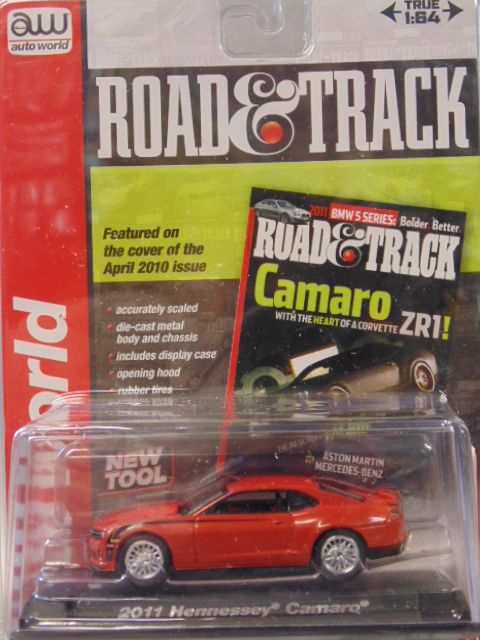 aw
auto world
TRUE
1:64
ROAD & TRACK
Featured on
the cover of the
April 2010 issue
• accurately scaled
• die-cast metal
body and chassis
• includes display case
• opening hood
• rubber tires
2011 BMW 5 SERIES: Bolder, Better
ROAD & TRACK
Camaro
WITH THE HEART OF A CORVETTE ZR1!
world
ASTON MARTIN
MERCEDES-BENZ
NEW
TOOL
2011 Hennessey® Camaro®